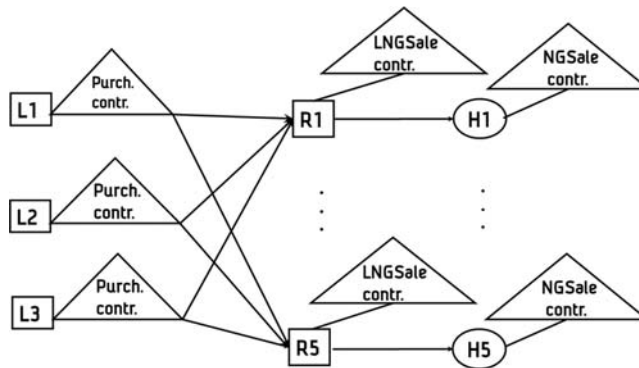 LNGSale
contr.
NGSale
contr.
Purch.
contr.
L1
R1
H1
Purch.
contr.
L2
Purch.
contr.
L3
LNGSale
contr.
NGSale
contr.
R5
H5